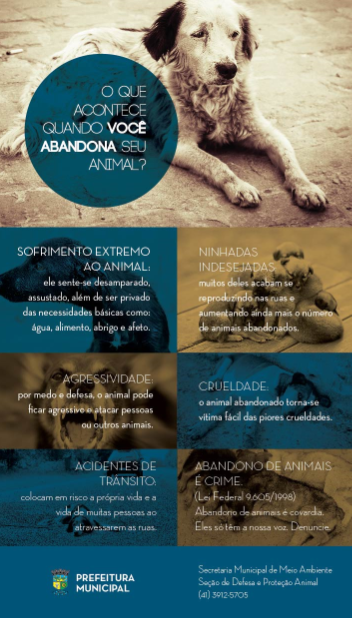 O QUE
ACONTECE
QUANDO VOCÊ
ABANDONA SEU
ANIMAL?
SOFRIMENTO EXTREMO
AO ANIMAL:
ele sente-se desamparado,
assustado, além de ser privado
das necessidades básicas como:
água, alimento, abrigo e afeto.
NINHADAS
INDESEJADAS
muitos deles acabam se
reproduzindo nas ruas e
aumentando ainda mais o número
de animais abandonados.
AGRESSIVIDADE:
por medo e defesa, o animal pode
ficar agressivo e atacar pessoas
ou outros animais.
CRUELDADE:
o animal abandonado torna-se
vítima fácil das piores crueldades.
ACIDENTES DE
TRÂNSITO:
colocam em risco a própria vida e a
vida de muitas pessoas ao
atravessarem as ruas.
ABANDONO DE ANIMAIS
É CRIME.
(Lei Federal 9.605/1998)
Abandono de animais é covardia.
Eles só têm a nossa voz. Denuncie.
PREFEITURA
MUNICIPAL
Secretaria Municipal de Meio Ambiente
Seção de Defesa e Proteção Animal
(41) 3912-5705